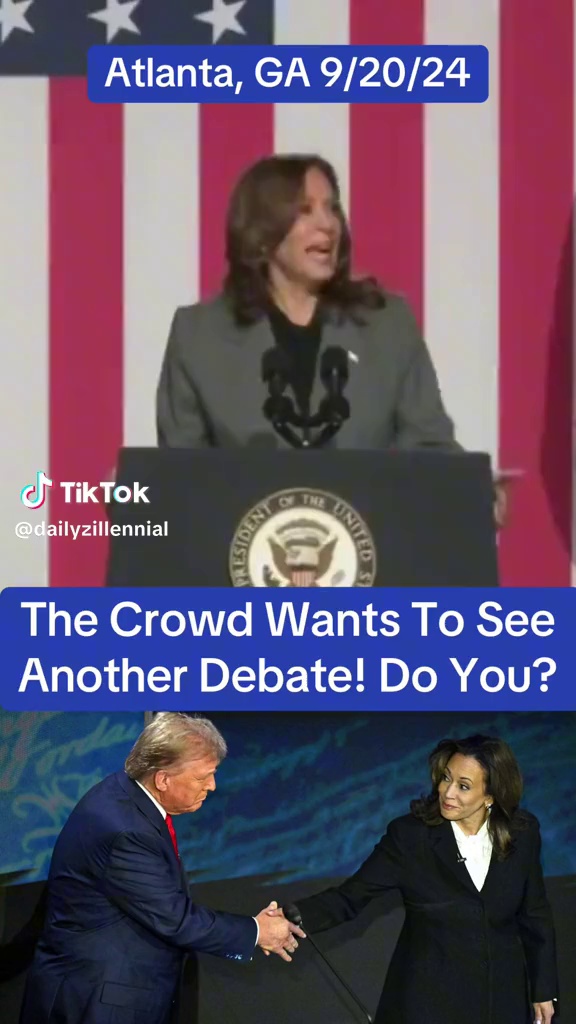 Atlanta, GA 9/20/24
TikTok
@dailyzillennial
PRESIDENT OF THE UNITED S
The Crowd Wants To See
Another Debate! Do You?